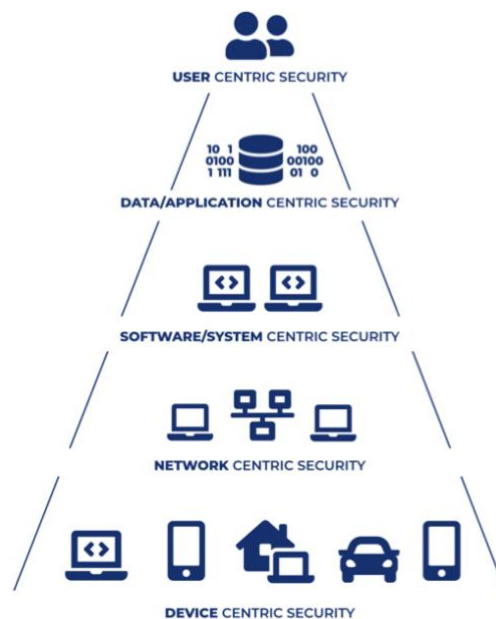 USER CENTRIC SECURITY
10 1 100
0100 00100
1 111 01 0
DATA/APPLICATION CENTRIC SECURITY
SOFTWARE/SYSTEM CENTRIC SECURITY
NETWORK CENTRIC SECURITY
DEVICE CENTRIC SECURITY